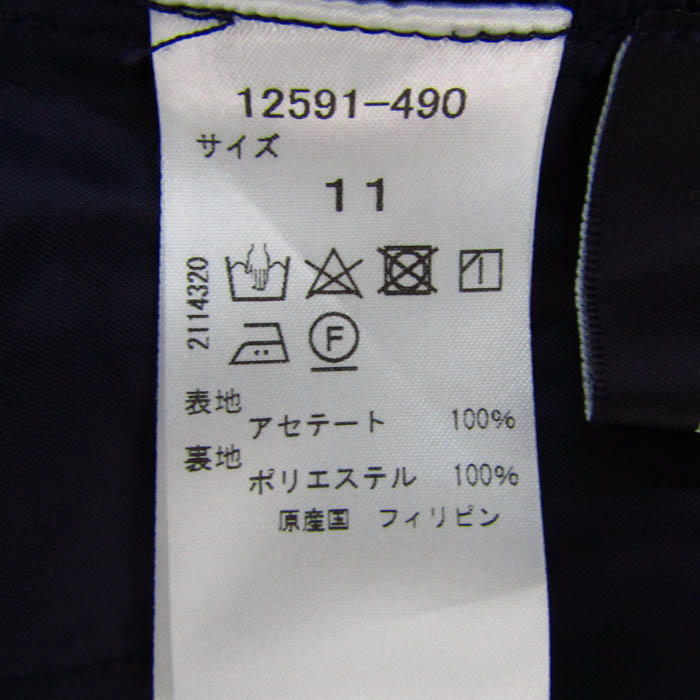 12591-490
サイズ
11
2114320
F
表地
アセテート 100%
裏地
ポリエステル 100%
原産国 フィリピン